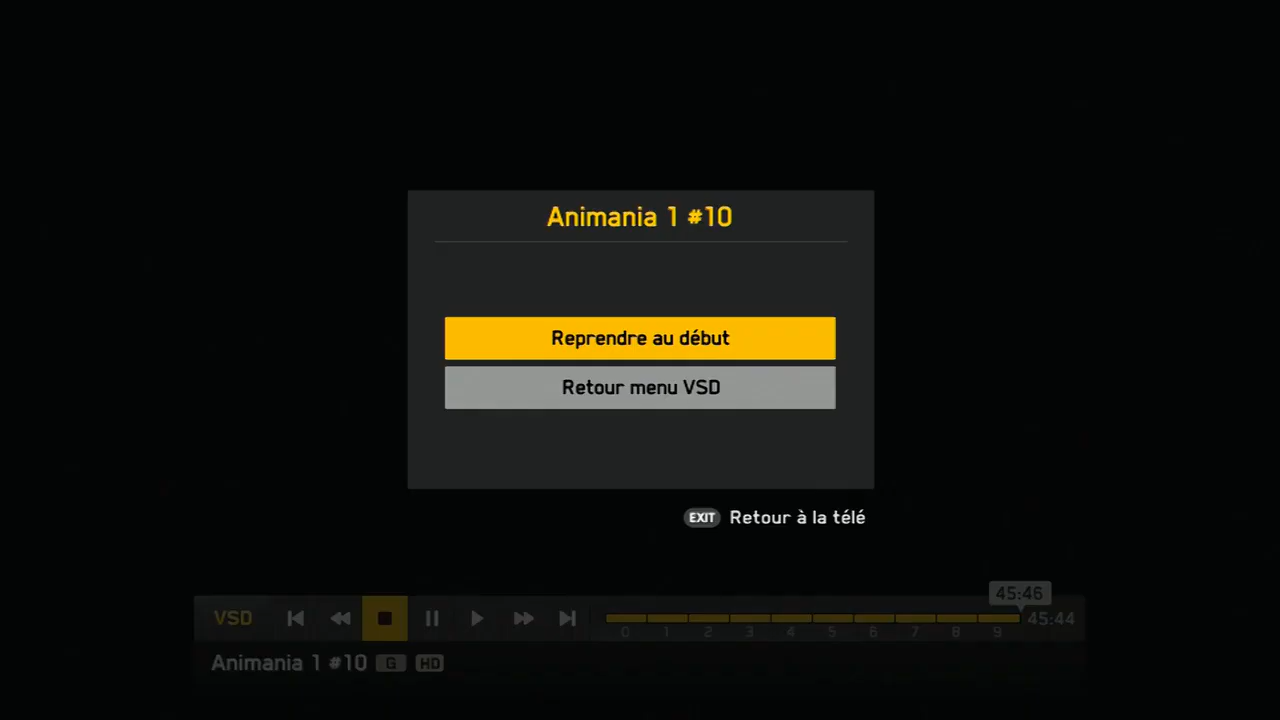 Animania 1 #10
Reprendre au début
Retour menu VSD
EXIT Retour à la télé
45:46
VSD 45:44
0 1 2 3 4 5 6 7 8 9
Animania 1 #10 G HD